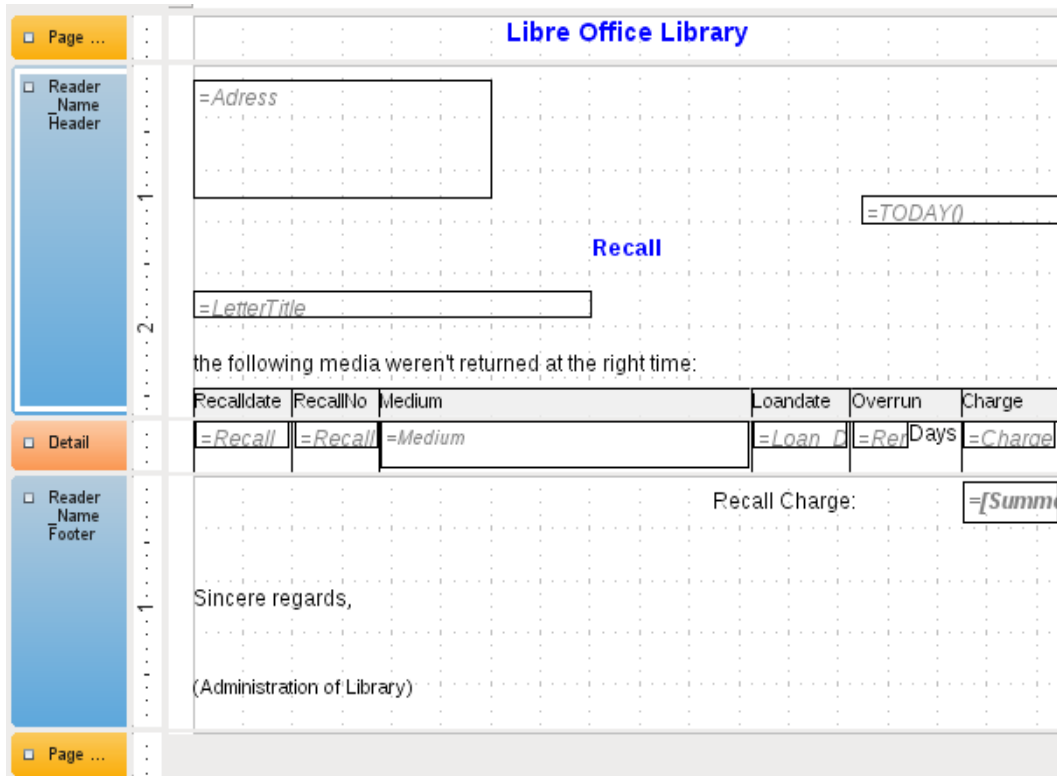 Page ...
Libre Office Library
Reader
_Name
Header
=Adress
1
=TODAY()
Recall
=LetterTitle
2
the following media weren't returned at the right time:
Recalldate RecallNo Medium Loandate Overrun Charge
Detail
=Recall =Recall =Medium =Loan_D =Rer Days =Charge
Reader
_Name
Footer
Recall Charge: =[Summe
1
Sincere regards,
(Administration of Library)
Page ...